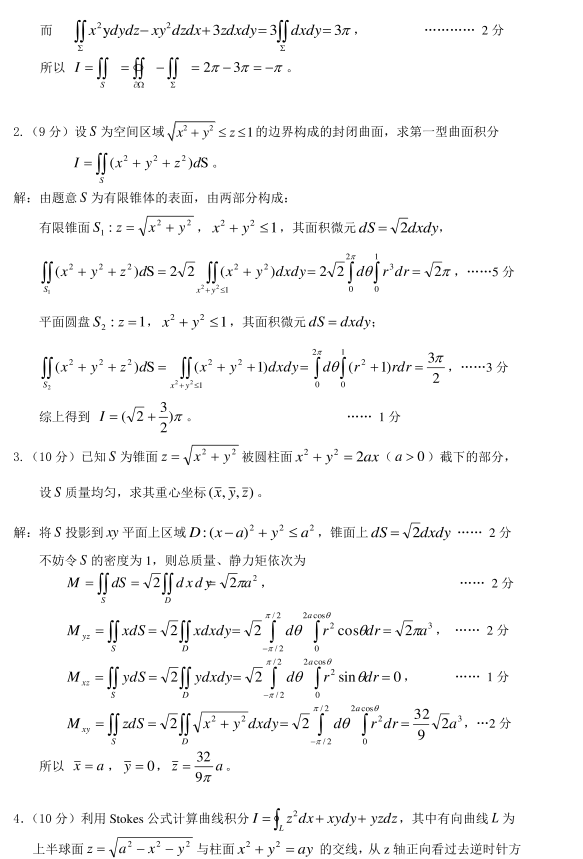 而 ∬_Σ x²ydydz− xy²dzdx+ 3zdxdy= 3∬_Σ dxdy= 3π， ………… 2 分
所以 I = ∬_S = ∯_∂Ω − ∬_Σ = 2π − 3π = −π 。
2.（9 分）设 S 为空间区域 √(x² + y²) ≤ z ≤ 1 的边界构成的封闭曲面，求第一型曲面积分
I = ∬_S (x² + y² + z²)dS 。
解：由题意 S 为有限锥体的表面，由两部分构成：
有限锥面 S₁ : z = √(x² + y²) ， x² + y² ≤ 1，其面积微元 dS = √2dxdy,
∬_S₁ (x² + y² + z²)dS = 2√2 ∬_{x²+y²≤1} (x² + y²)dxdy= 2√2 ∫_0^{2π} dθ ∫_0^1 r³dr = √2π ，……5 分
平面圆盘 S₂ : z = 1， x² + y² ≤ 1，其面积微元 dS = dxdy;
∬_S₂ (x² + y² + z²)dS = ∬_{x²+y²≤1} (x² + y² +1)dxdy= ∫_0^{2π} dθ ∫_0^1 (r² +1)rdr = 3π/2 ，……3 分
综上得到 I = (√2 + 3/2)π 。 …… 1 分
3.（10 分）已知 S 为锥面 z = √(x² + y²) 被圆柱面 x² + y² = 2ax（ a > 0 ）截下的部分，
设 S 质量均匀，求其重心坐标 (x̄, ȳ, z̄) 。
解：将 S 投影到 xy 平面上区域 D : (x − a)² + y² ≤ a² ，锥面上 dS = √2dxdy …… 2 分
不妨令 S 的密度为 1，则总质量、静力矩依次为
M = ∬_S dS = √2∬_D dxdy= √2πa² , …… 2 分
M_yz = ∬_S xdS = √2∬_D xdxdy= √2 ∫_{−π/2}^{π/2} dθ ∫_0^{2acosθ} r² cosθdr = √2πa³ ， …… 2 分
M_xz = ∬_S ydS = √2∬_D ydxdy= √2 ∫_{−π/2}^{π/2} dθ ∫_0^{2acosθ} r² sinθdr = 0 , …… 1 分
M_xy = ∬_S zdS = √2∬_D √(x² + y²)dxdy= √2 ∫_{−π/2}^{π/2} dθ ∫_0^{2acosθ} r²dr = 32/9 √2a³ ，…2 分
所以 x̄ = a ， ȳ = 0， z̄ = 32/9π a 。
4.（10 分）利用 Stokes 公式计算曲线积分 I = ∮_L z²dx + xydy+ yzdz，其中有向曲线 L 为
上半球面 z = √(a² − x² − y²) 与柱面 x² + y² = ay 的交线，从 z 轴正向看过去逆时针方